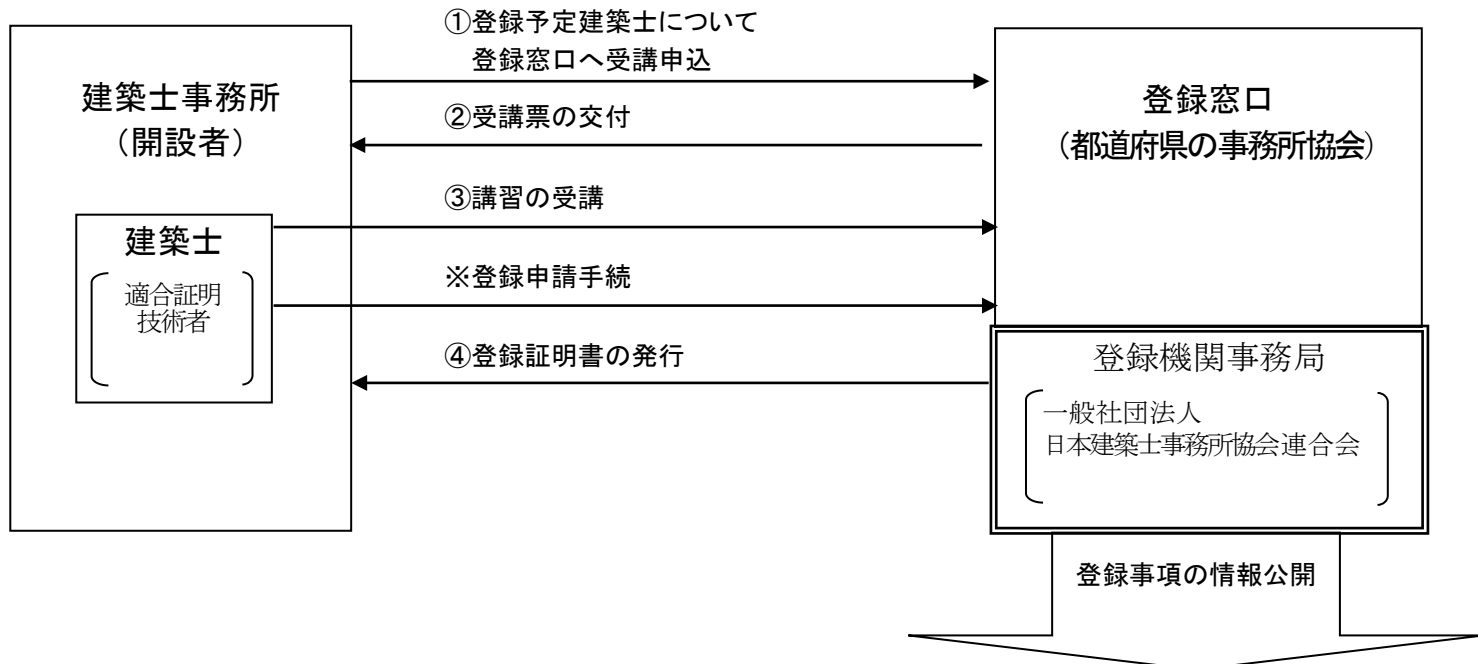 ①登録予定建築士について
登録窓口へ受講申込
建築士事務所
(開設者)
登録窓口
(都道府県の事務所協会)
②受講票の交付
③講習の受講
建築士
適合証明
技術者
※登録申請手続
④登録証明書の発行
登録機関事務局
一般社団法人
日本建築士事務所協会連合会
登録事項の情報公開